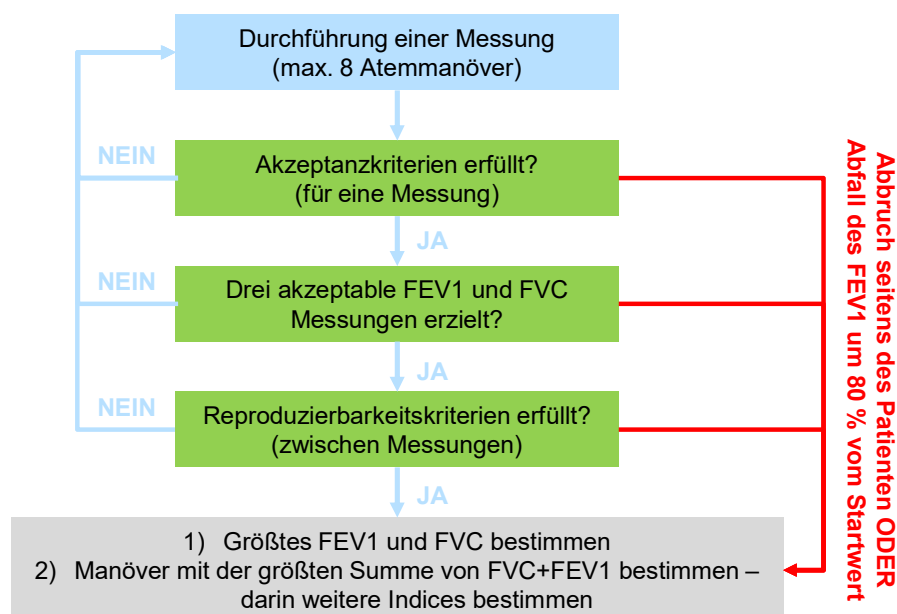 Durchführung einer Messung
(max. 8 Atemmanöver)
NEIN
Akzeptanzkriterien erfüllt?
(für eine Messung)
JA
NEIN
Drei akzeptable FEV1 und FVC
Messungen erzielt?
JA
NEIN
Reproduzierbarkeitskriterien erfüllt?
(zwischen Messungen)
JA
1) Größtes FEV1 und FVC bestimmen
2) Manöver mit der größten Summe von FVC+FEV1 bestimmen –
darin weitere Indices bestimmen
Abbruch seitens des Patienten ODER
Abfall des FEV1 um 80 % vom Startwert